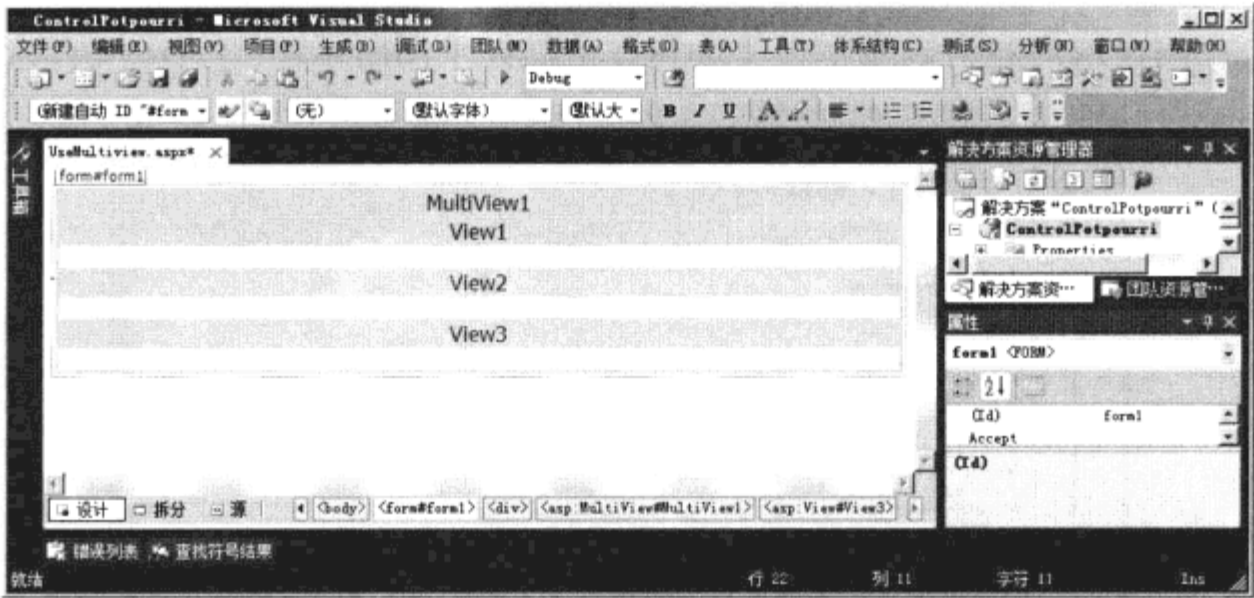 ControlPotpourri - Microsoft Visual Studio
文件(F) 编辑(E) 视图(V) 项目(P) 生成(B) 调试(D) 团队(M) 数据(A) 格式(O) 表(A) 工具(T) 体系结构(C) 测试(S) 分析(N) 窗口(W) 帮助(H)
Debug
(新建自动 ID "#form (无) (默认字体) (默认大 B I U A
工具箱
UseMultiview.aspx* ×
form#form1
MultiView1
View1
View2
View3
设计 拆分 源 <body> <form#form1> <div> <asp:MultiView#MultiView1> <asp:View#View3>
解决方案资源管理器
解决方案 "ControlPotpourri" (
ControlPotpourri
Properties
解决方案资… 团队资源管…
属性
form1 <FORM>
(Id) form1
Accept
(Id)
错误列表 查找符号结果
就绪 行 22 列 11 字符 11 Ins